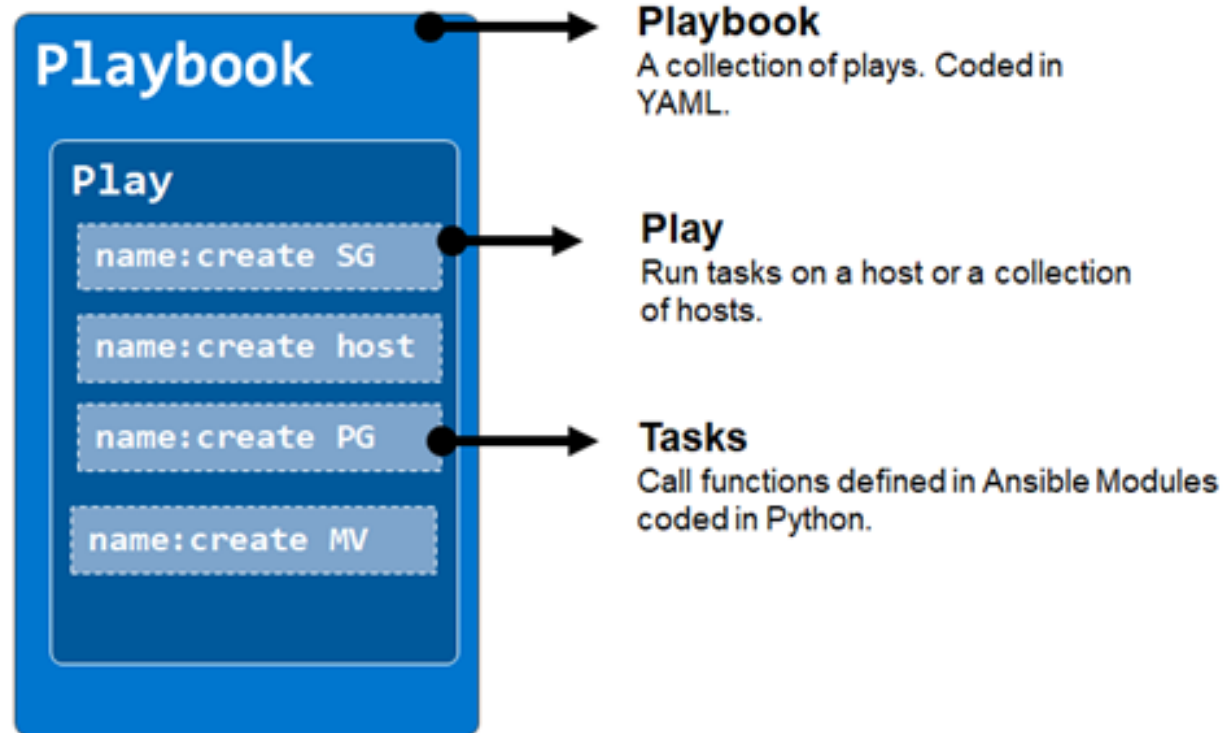 Playbook
Play
name:create SG
name:create host
name:create PG
name:create MV
Playbook
A collection of plays. Coded in
YAML.
Play
Run tasks on a host or a collection
of hosts.
Tasks
Call functions defined in Ansible Modules
coded in Python.